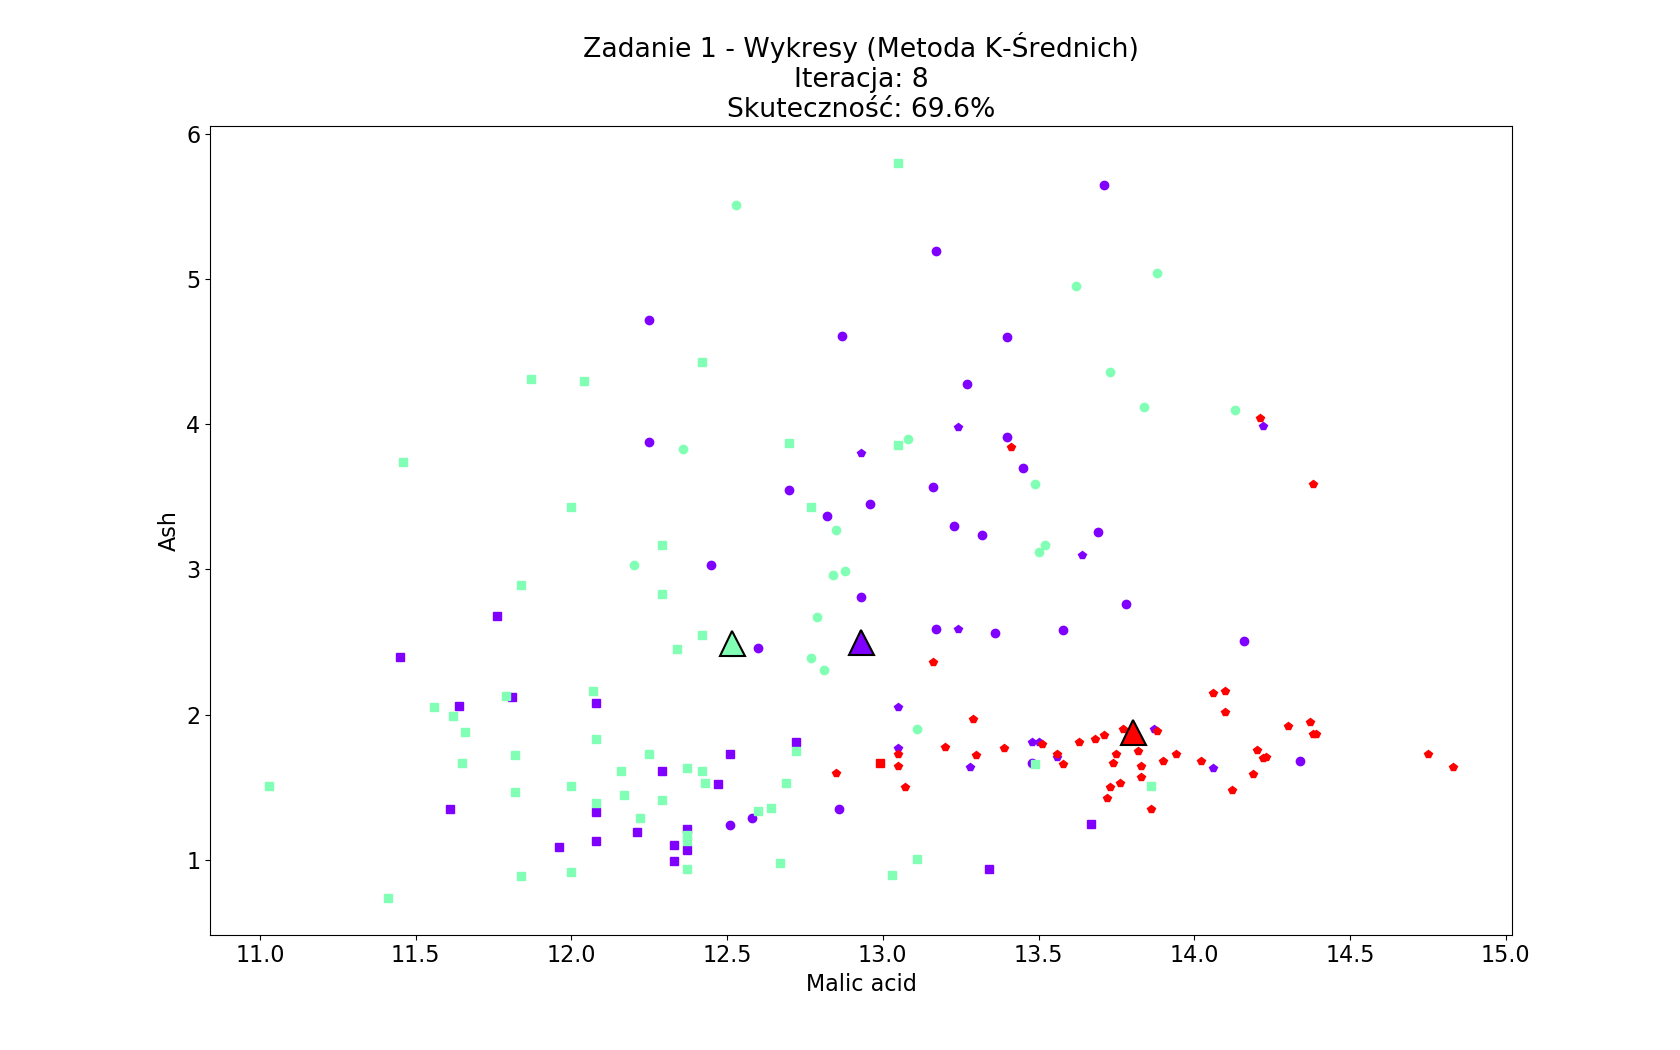 Zadanie 1 - Wykresy (Metoda K-Średnich)
Iteracja: 8
Skuteczność: 69.6%
6
5
4
3
2
1
Ash
11.0 11.5 12.0 12.5 13.0 13.5 14.0 14.5 15.0
Malic acid